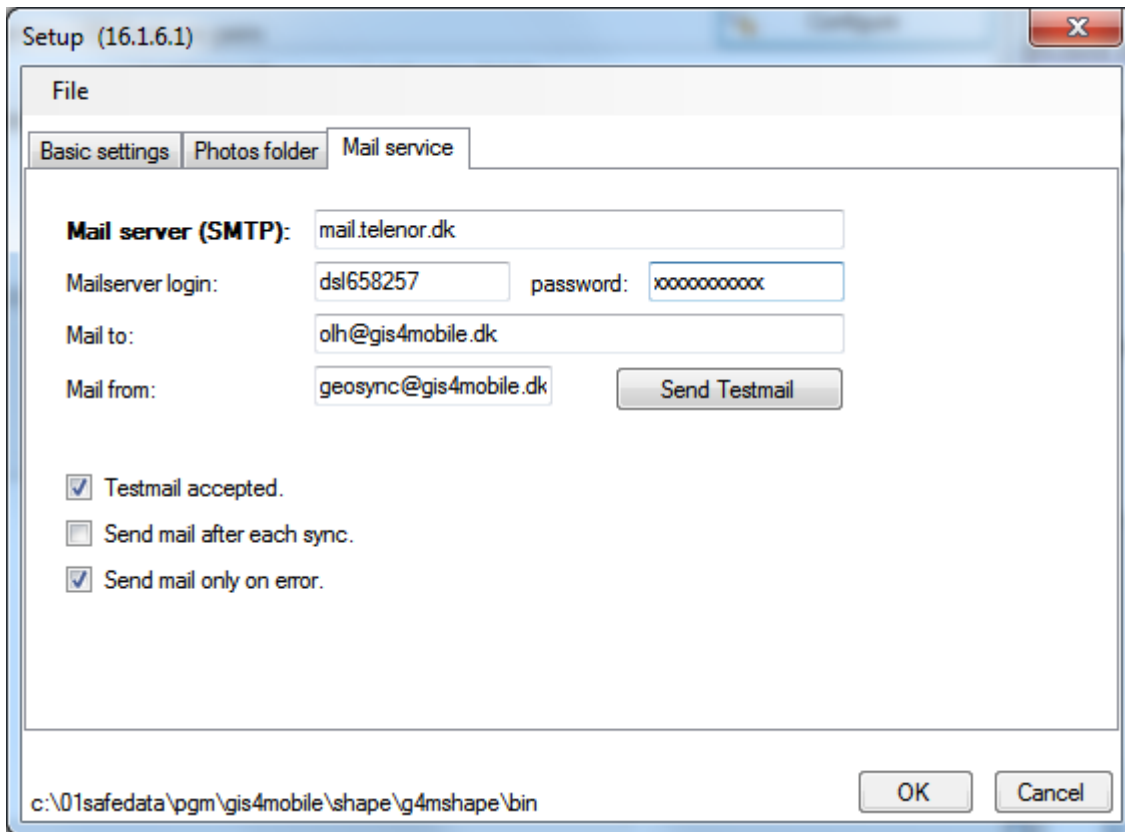 Setup (16.1.6.1)
File
Basic settings Photos folder Mail service
Mail server (SMTP): mail.telenor.dk
Mailserver login: dsl658257 password: xxxxxxxxxxx
Mail to: olh@gis4mobile.dk
Mail from: geosync@gis4mobile.dk Send Testmail
Testmail accepted.
Send mail after each sync.
Send mail only on error.
c:\01safedata\pgm\gis4mobile\shape\g4mshape\bin OK Cancel